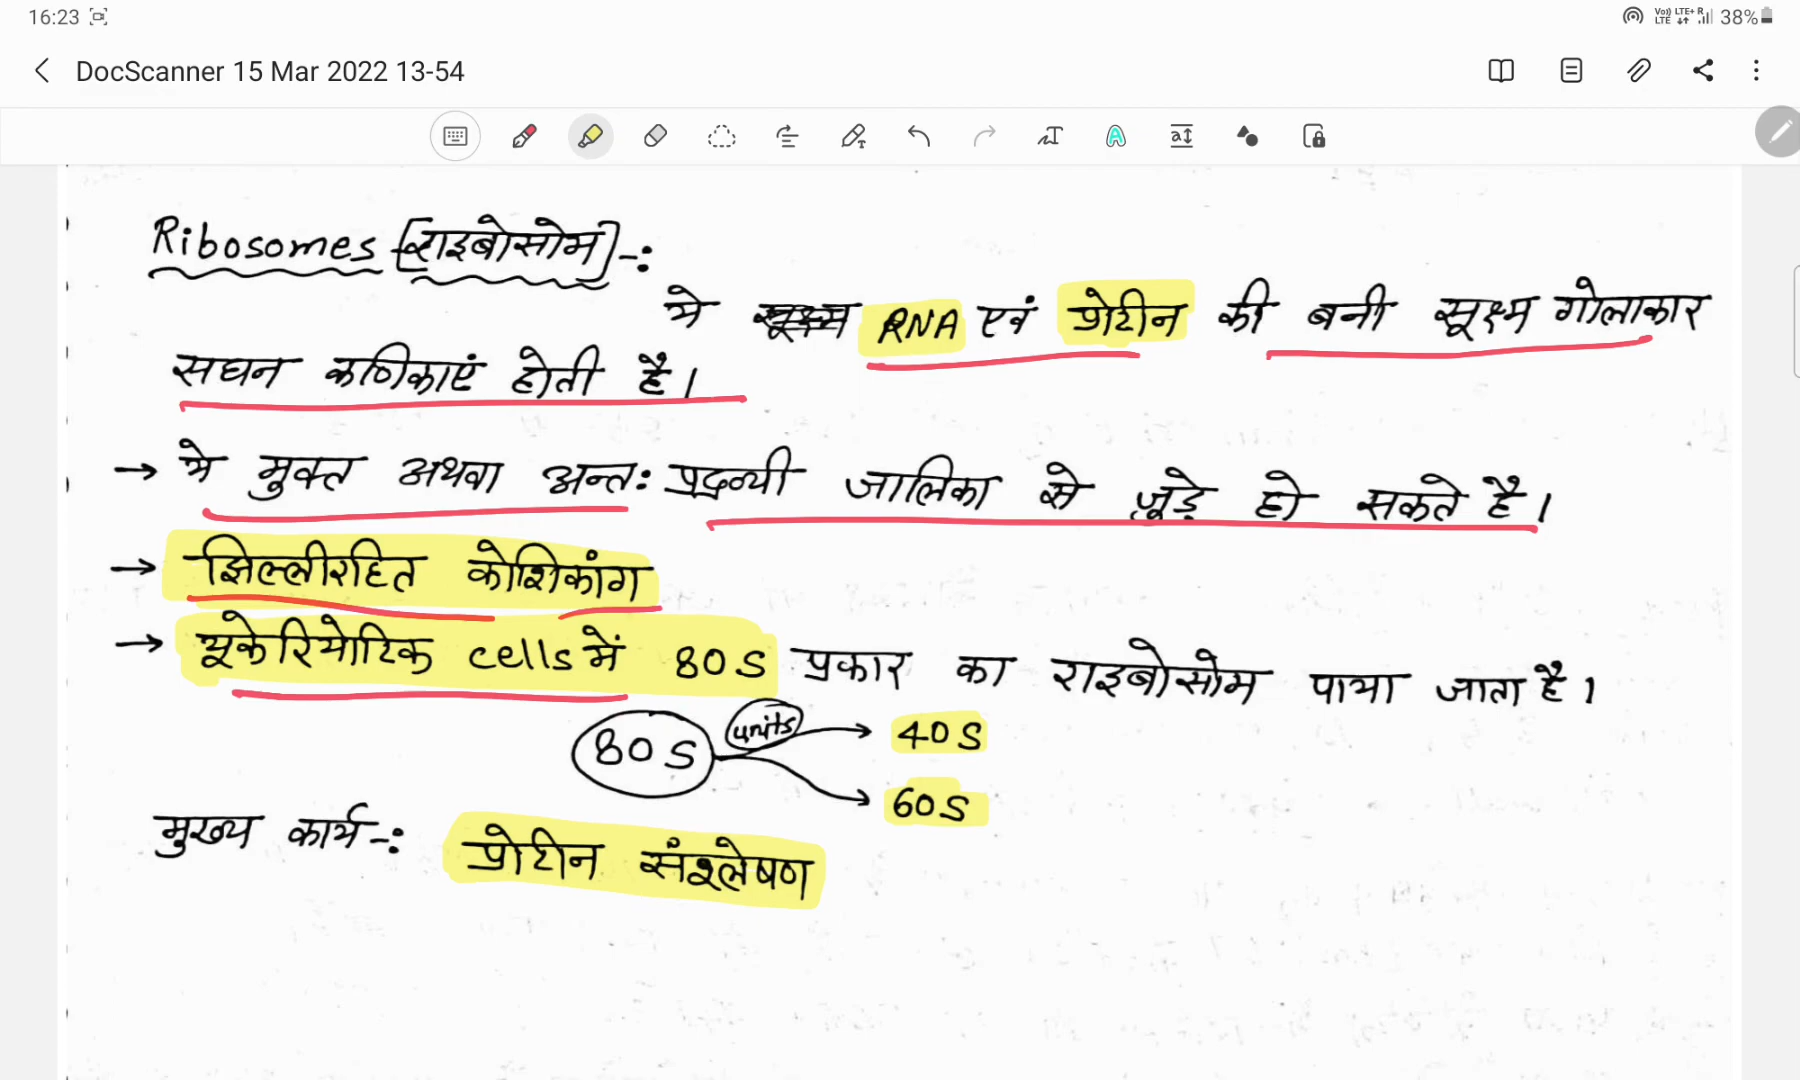 16:23 38%
DocScanner 15 Mar 2022 13-54
Ribosomes [राइबोसोम] -:
ये RNA एवं प्रोटीन की बनी सूक्ष्म गोलाकार
सघन कणिकाएं होती है।
→ ये मुक्त अथवा अन्त: प्रद्रव्यी जालिका से जुड़े हो सकते है।
→ झिल्लीरहित कोशिकांग
→ यूकेरियोटिक cells में 80S प्रकार का राइबोसोम पाया जाता है।
80S units 40S
60S
मुख्य कार्य -: प्रोटीन संश्लेषण